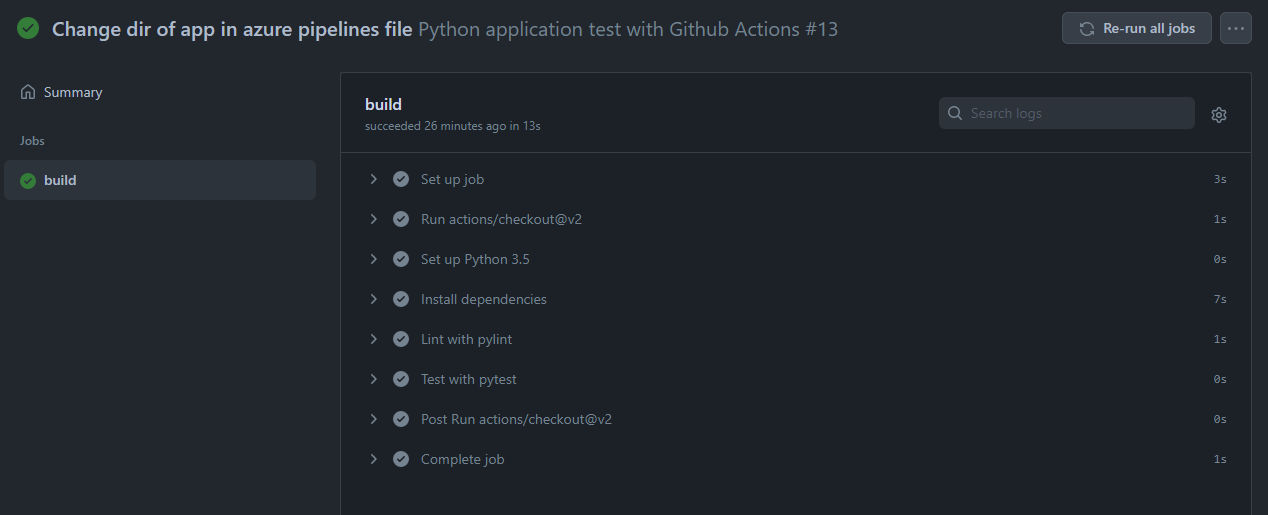 Change dir of app in azure pipelines file Python application test with Github Actions #13
Re-run all jobs
Summary
Jobs
build
build
succeeded 26 minutes ago in 13s
Search logs
Set up job 3s
Run actions/checkout@v2 1s
Set up Python 3.5 0s
Install dependencies 7s
Lint with pylint 1s
Test with pytest 0s
Post Run actions/checkout@v2 0s
Complete job 1s